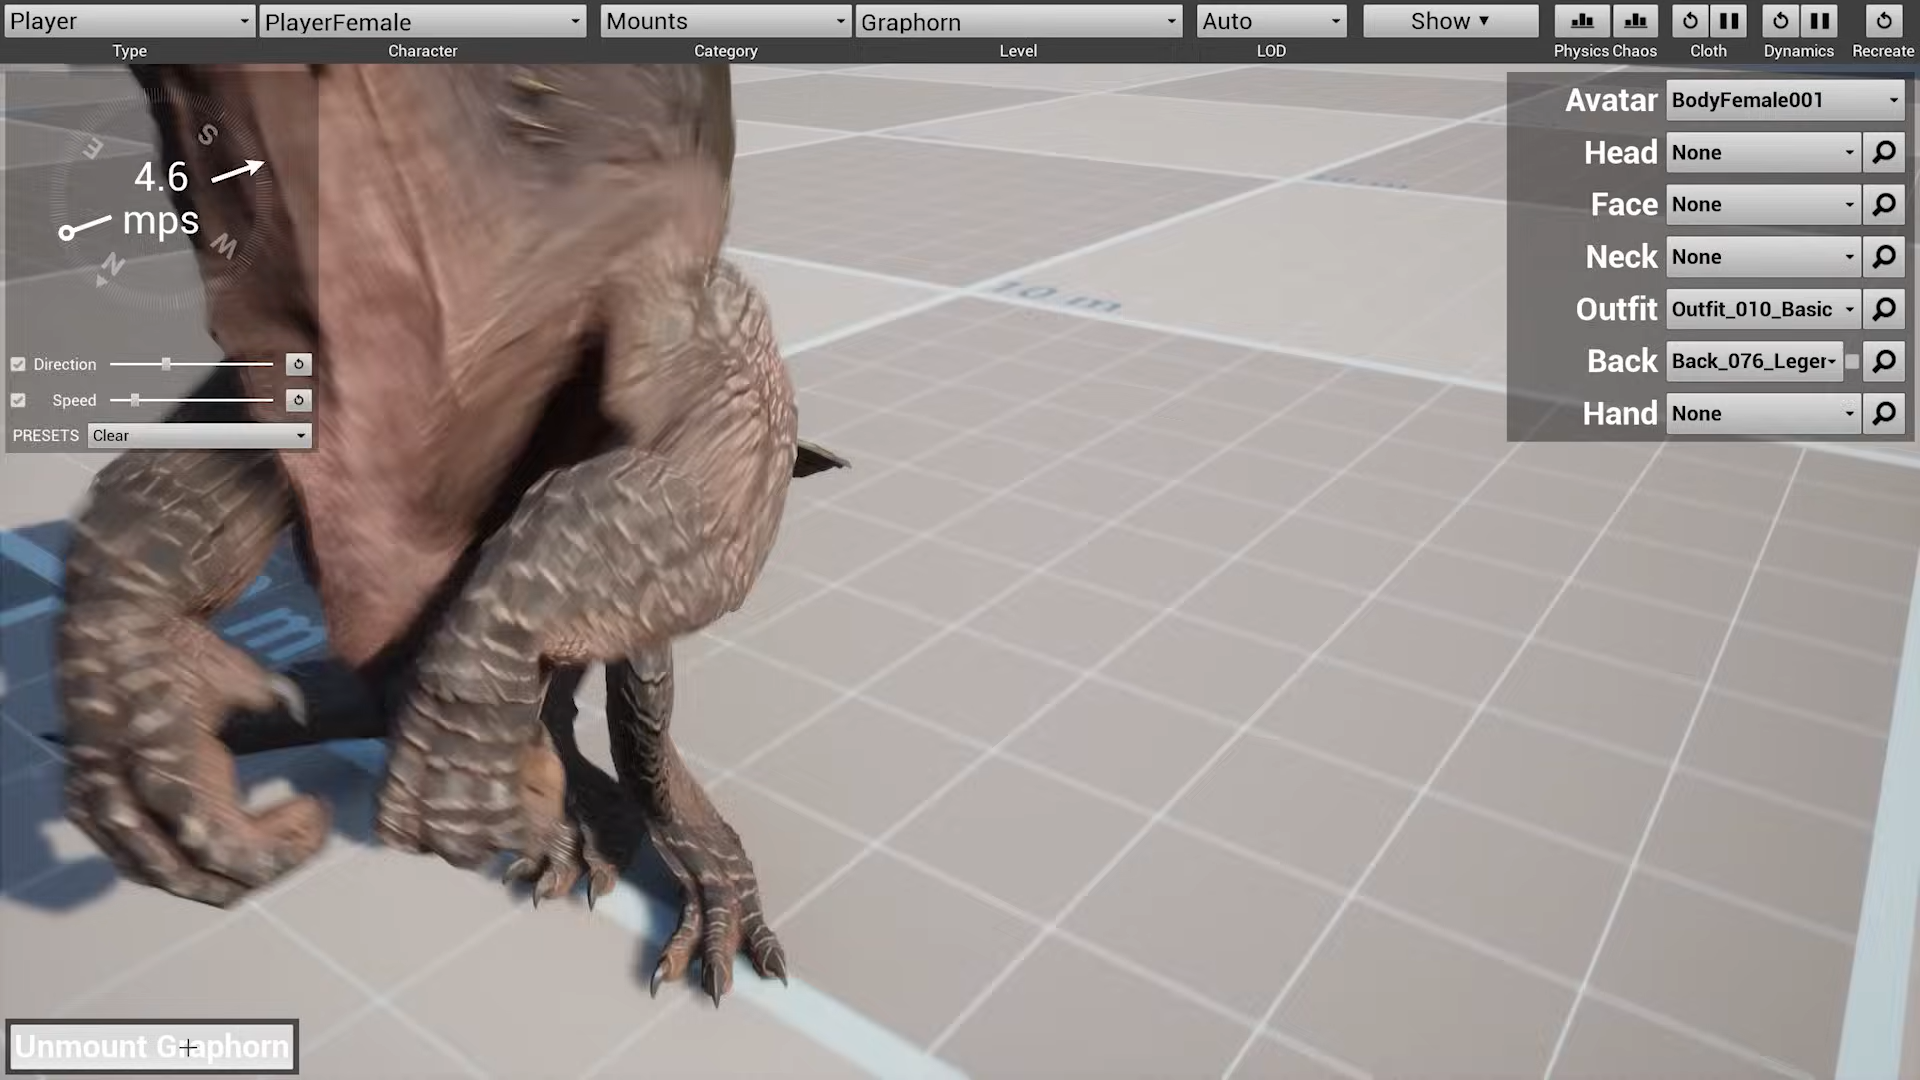 Player
PlayerFemale
Mounts
Graphorn
Auto
Show ▼
Type
Character
Category
Level
LOD
Physics
Chaos
Cloth
Dynamics
Recreate
E
S
4.6
mps
N
W
Direction
Speed
PRESETS
Clear
Avatar
BodyFemale001
Head
None
Face
None
Neck
None
Outfit
Outfit_010_Basic
Back
Back_076_Leger
Hand
None
10 m
m
Unmount Graphorn